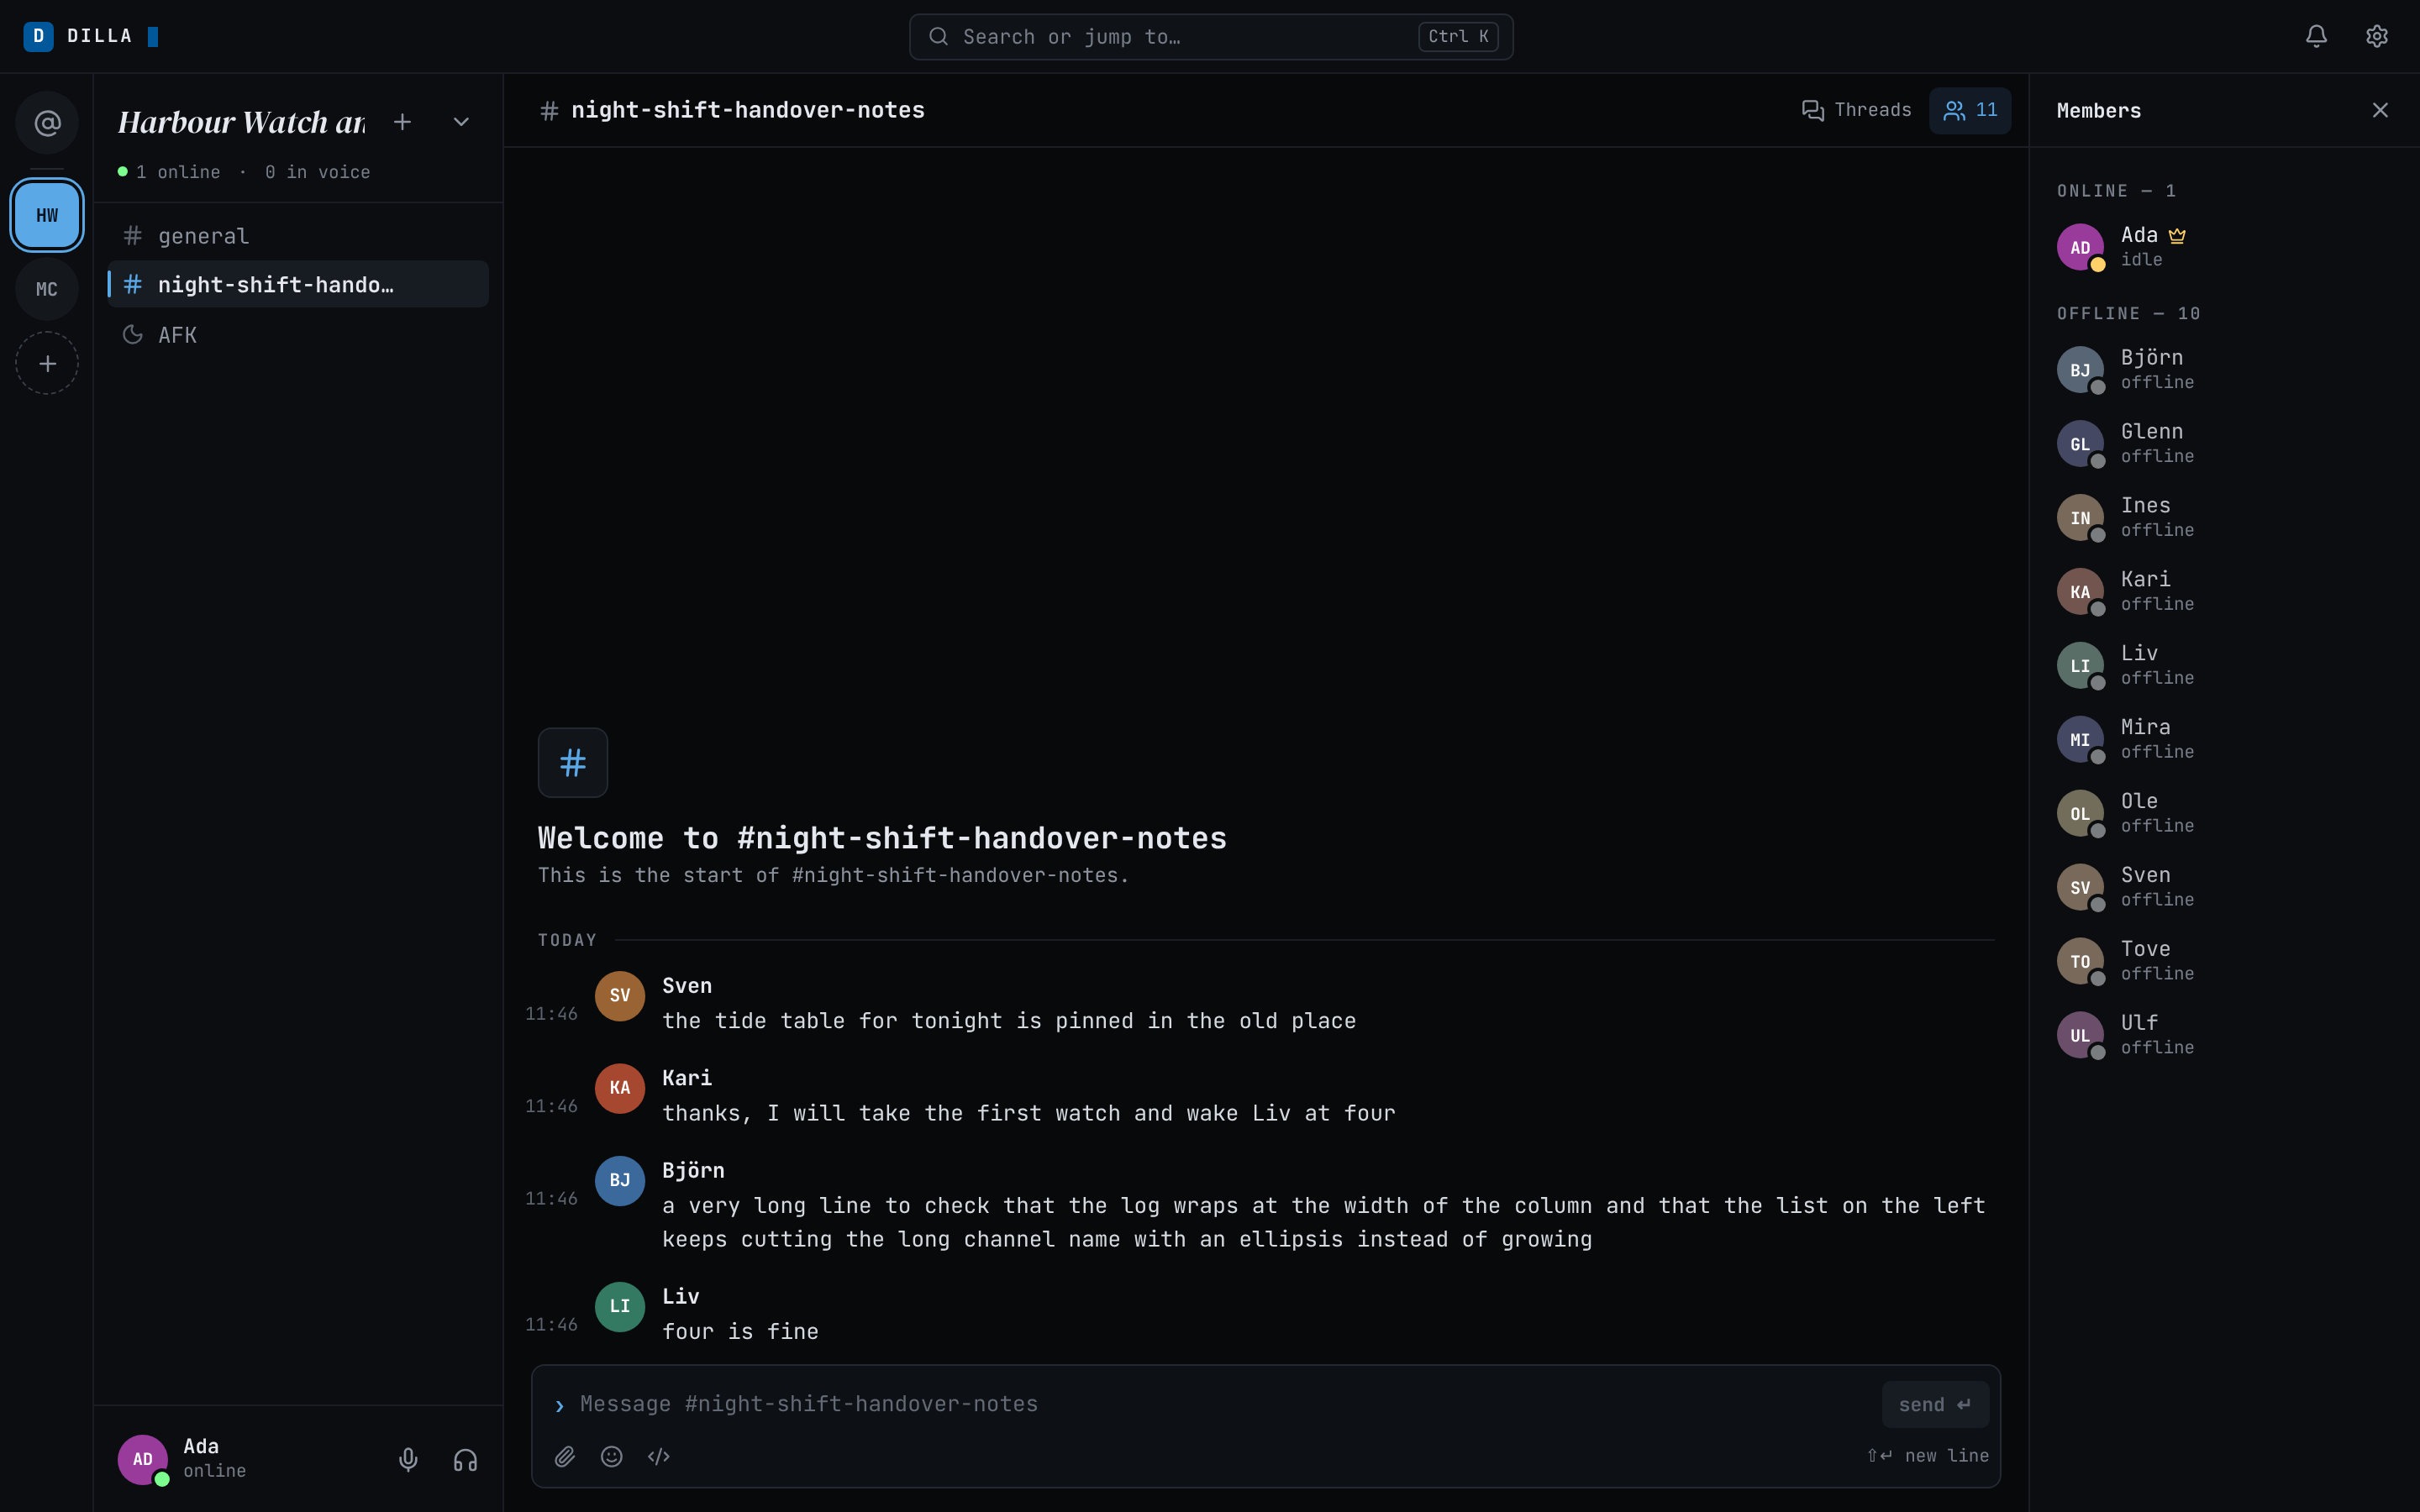 D DILLA
Search or jump to… Ctrl K
Harbour Watch an
1 online · 0 in voice
HW
MC
general
night-shift-hando…
AFK
Ada
AD
online
night-shift-handover-notes
Threads
11
Welcome to #night-shift-handover-notes
This is the start of #night-shift-handover-notes.
TODAY
Sven
SV
11:46
the tide table for tonight is pinned in the old place
Kari
KA
11:46
thanks, I will take the first watch and wake Liv at four
Björn
BJ
11:46
a very long line to check that the log wraps at the width of the column and that the list on the left
keeps cutting the long channel name with an ellipsis instead of growing
Liv
LI
11:46
four is fine
› Message #night-shift-handover-notes
send ↵
⇧↵ new line
Members
ONLINE — 1
Ada
AD
idle
OFFLINE — 10
Björn
BJ
offline
Glenn
GL
offline
Ines
IN
offline
Kari
KA
offline
Liv
LI
offline
Mira
MI
offline
Ole
OL
offline
Sven
SV
offline
Tove
TO
offline
Ulf
UL
offline